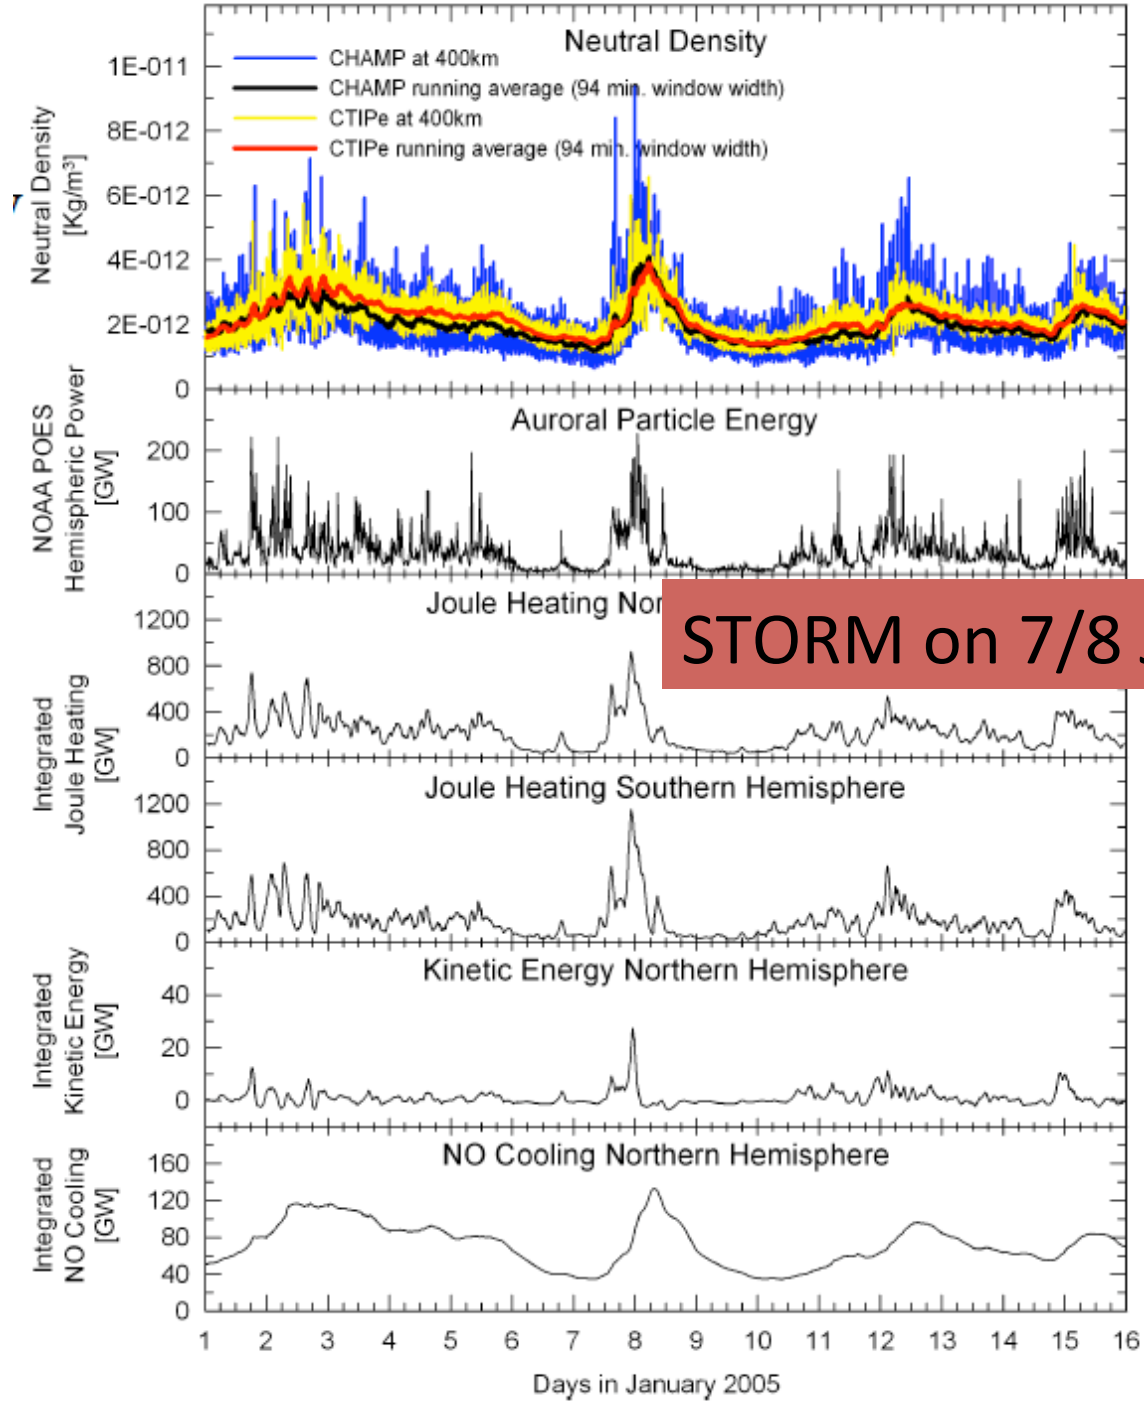 Neutral Density
CHAMP at 400km
CHAMP running average (94 min. window width)
CTIPe at 400km
CTIPe running average (94 min. window width)
Neutral Density
[Kg/m³]
1E-011
8E-012
6E-012
4E-012
2E-012
0
Auroral Particle Energy
NOAA POES
Hemispheric Power
[GW]
200
100
0
Joule Heating Nor
STORM on 7/8
1200
800
400
0
Integrated
Joule Heating
[GW]
Joule Heating Southern Hemisphere
1200
800
400
0
Kinetic Energy Northern Hemisphere
Integrated
Kinetic Energy
[GW]
40
20
0
NO Cooling Northern Hemisphere
Integrated
NO Cooling
[GW]
160
120
80
40
0
1 2 3 4 5 6 7 8 9 10 11 12 13 14 15 16
Days in January 2005